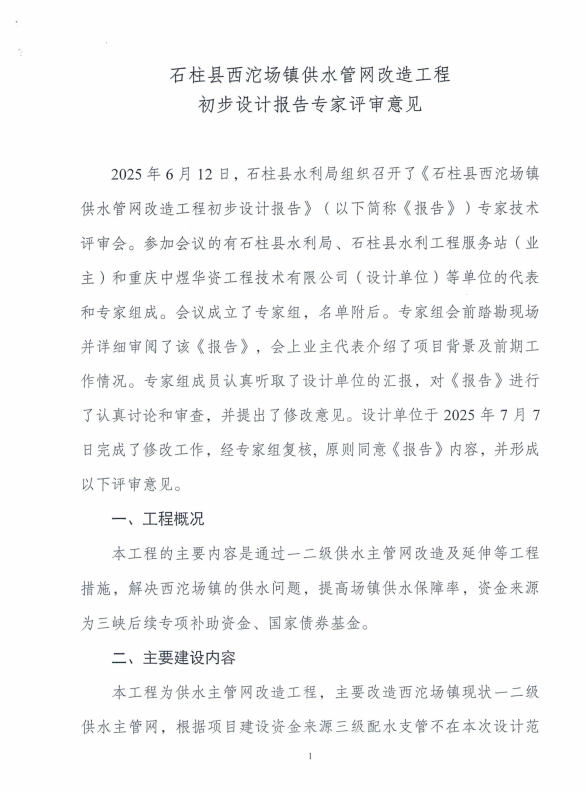 石柱县西沱场镇供水管网改造工程
初步设计报告专家评审意见
2025 年 6 月 12 日，石柱县水利局组织召开了《石柱县西沱场镇
供水管网改造工程初步设计报告》（以下简称《报告》）专家技术
评审会。参加会议的有石柱县水利局、石柱县水利工程服务站（业
主）和重庆中煜华资工程技术有限公司（设计单位）等单位的代表
和专家组成。会议成立了专家组，名单附后。专家组会前踏勘现场
并详细审阅了该《报告》，会上业主代表介绍了项目背景及前期工
作情况。专家组成员认真听取了设计单位的汇报，对《报告》进行
了认真讨论和审查，并提出了修改意见。设计单位于 2025 年 7 月 7
日完成了修改工作，经专家组复核，原则同意《报告》内容，并形成
以下评审意见。
一、工程概况
本工程的主要内容是通过一二级供水主管网改造及延伸等工程
措施，解决西沱场镇的供水问题，提高场镇供水保障率，资金来源
为三峡后续专项补助资金、国家债券基金。
二、主要建设内容
本工程为供水主管网改造工程，主要改造西沱场镇现状一二级
供水主管网，根据项目建设资金来源三级配水支管不在本次设计范
1